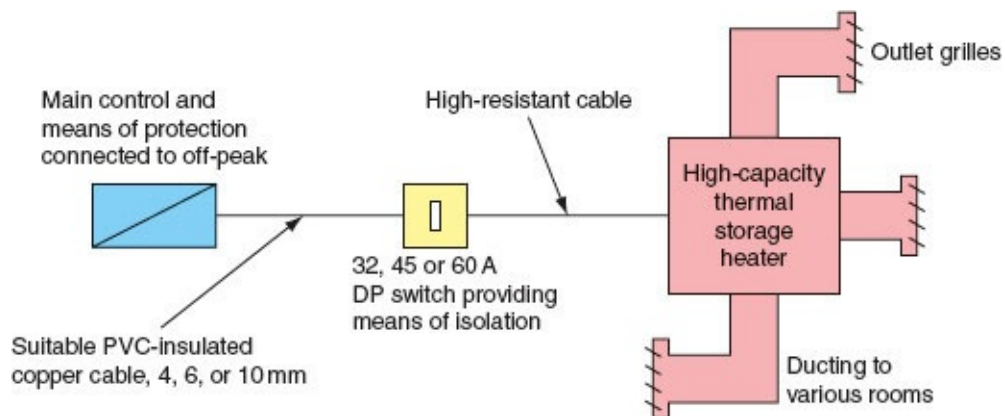 Main control and
means of protection
connected to off-peak
High-resistant cable
Outlet grilles
High-capacity
thermal
storage
heater
32, 45 or 60 A
DP switch providing
means of isolation
Suitable PVC-insulated
copper cable, 4, 6, or 10 mm
Ducting to
various rooms